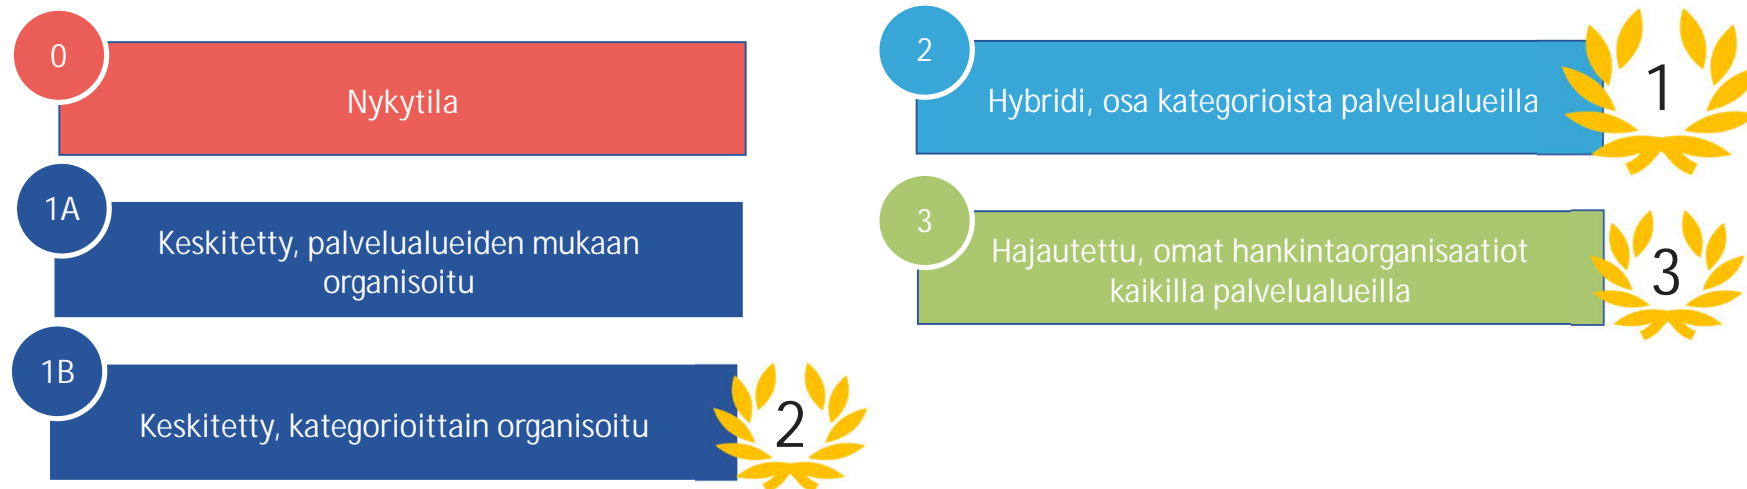 0
Nykytila
1A
Keskitetty, palvelualueiden mukaan
organisoitu
1B
Keskitetty, kategorioittain organisoitu
2
2
Hybridi, osa kategorioista palvelualueilla
1
3
Hajautettu, omat hankintaorganisaatiot
kaikilla palvelualueilla
3